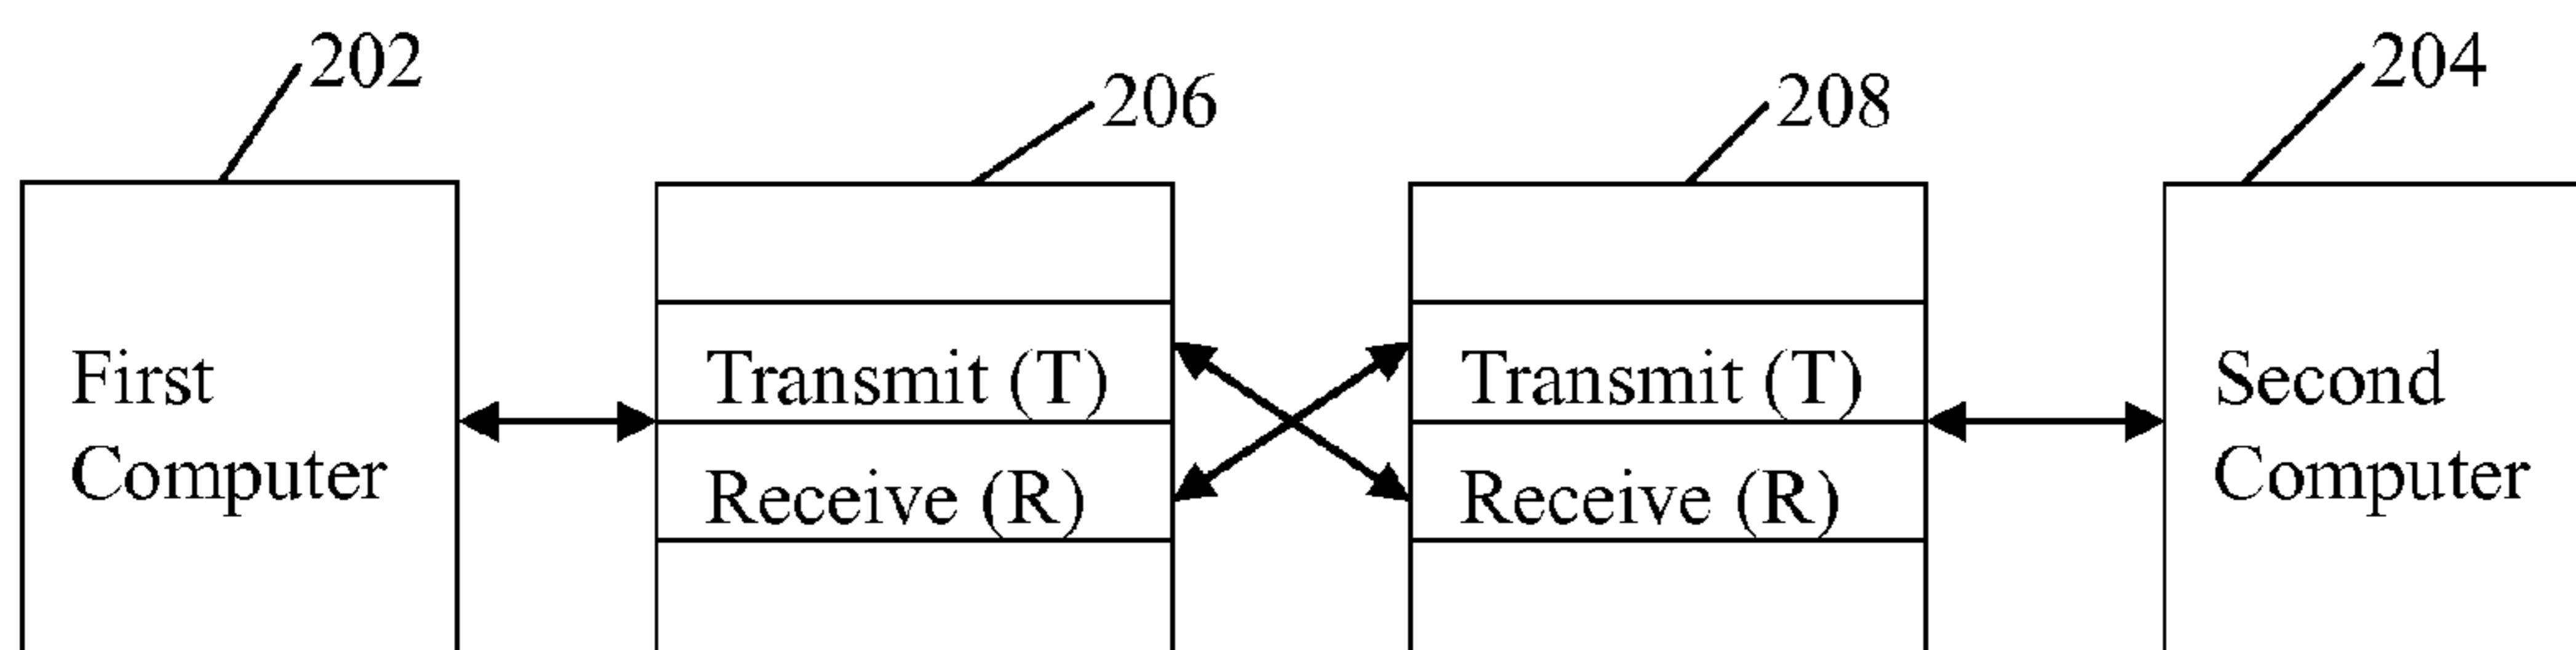 202
206
208
204
First
Computer
Transmit (T)
Receive (R)
Transmit (T)
Receive (R)
Second
Computer